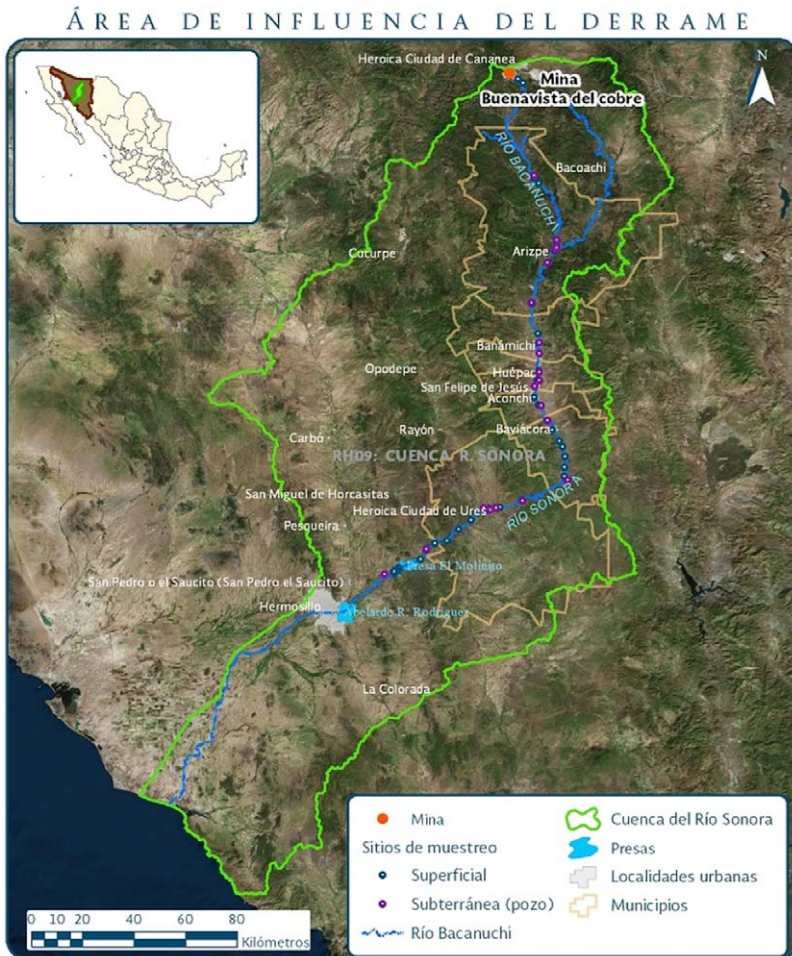 ÁREA DE INFLUENCIA DEL DERRAME
Heroica Ciudad de Cananea
N
Mina
Buenavista del cobre
RÍO BACANUCHI
Bacoachi
Cucurpe
Arizpe
Banámichi
Opodepe
Huépac
San Felipe de Jesús
Aconchi
Carbó
Rayón
Baviácora
RH09: CUENCA R. SONORA
San Miguel de Horcasitas
Heroica Ciudad de Ures
RÍO SONORA
Pesqueira
Presa El Molinito
San Pedro o el Saucito (San Pedro el Saucito)
Hermosillo
Abelardo R. Rodríguez
La Colorada
Mina
Sitios de muestreo
Superficial
Subterránea (pozo)
Río Bacanuchi
Cuenca del Río Sonora
Presas
Localidades urbanas
Municipios
0 10 20 40 60 80
Kilómetros